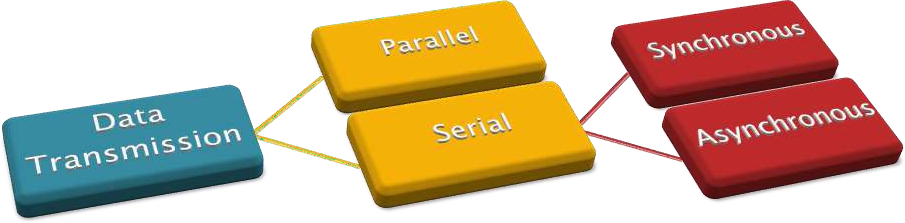 Data
Transmission
Parallel
Serial
Synchronous
Asynchronous